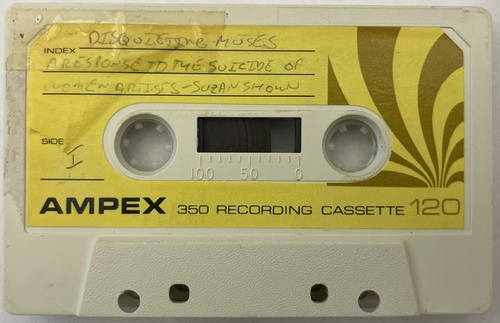 INDEX DISQUIETING MUSES
A RESPONSE TO THE SUICIDE OF
WOMEN ARTISTS - SUZAN SHOWN
SIDE
I
100 50 0
AMPEX 350 RECORDING CASSETTE 120